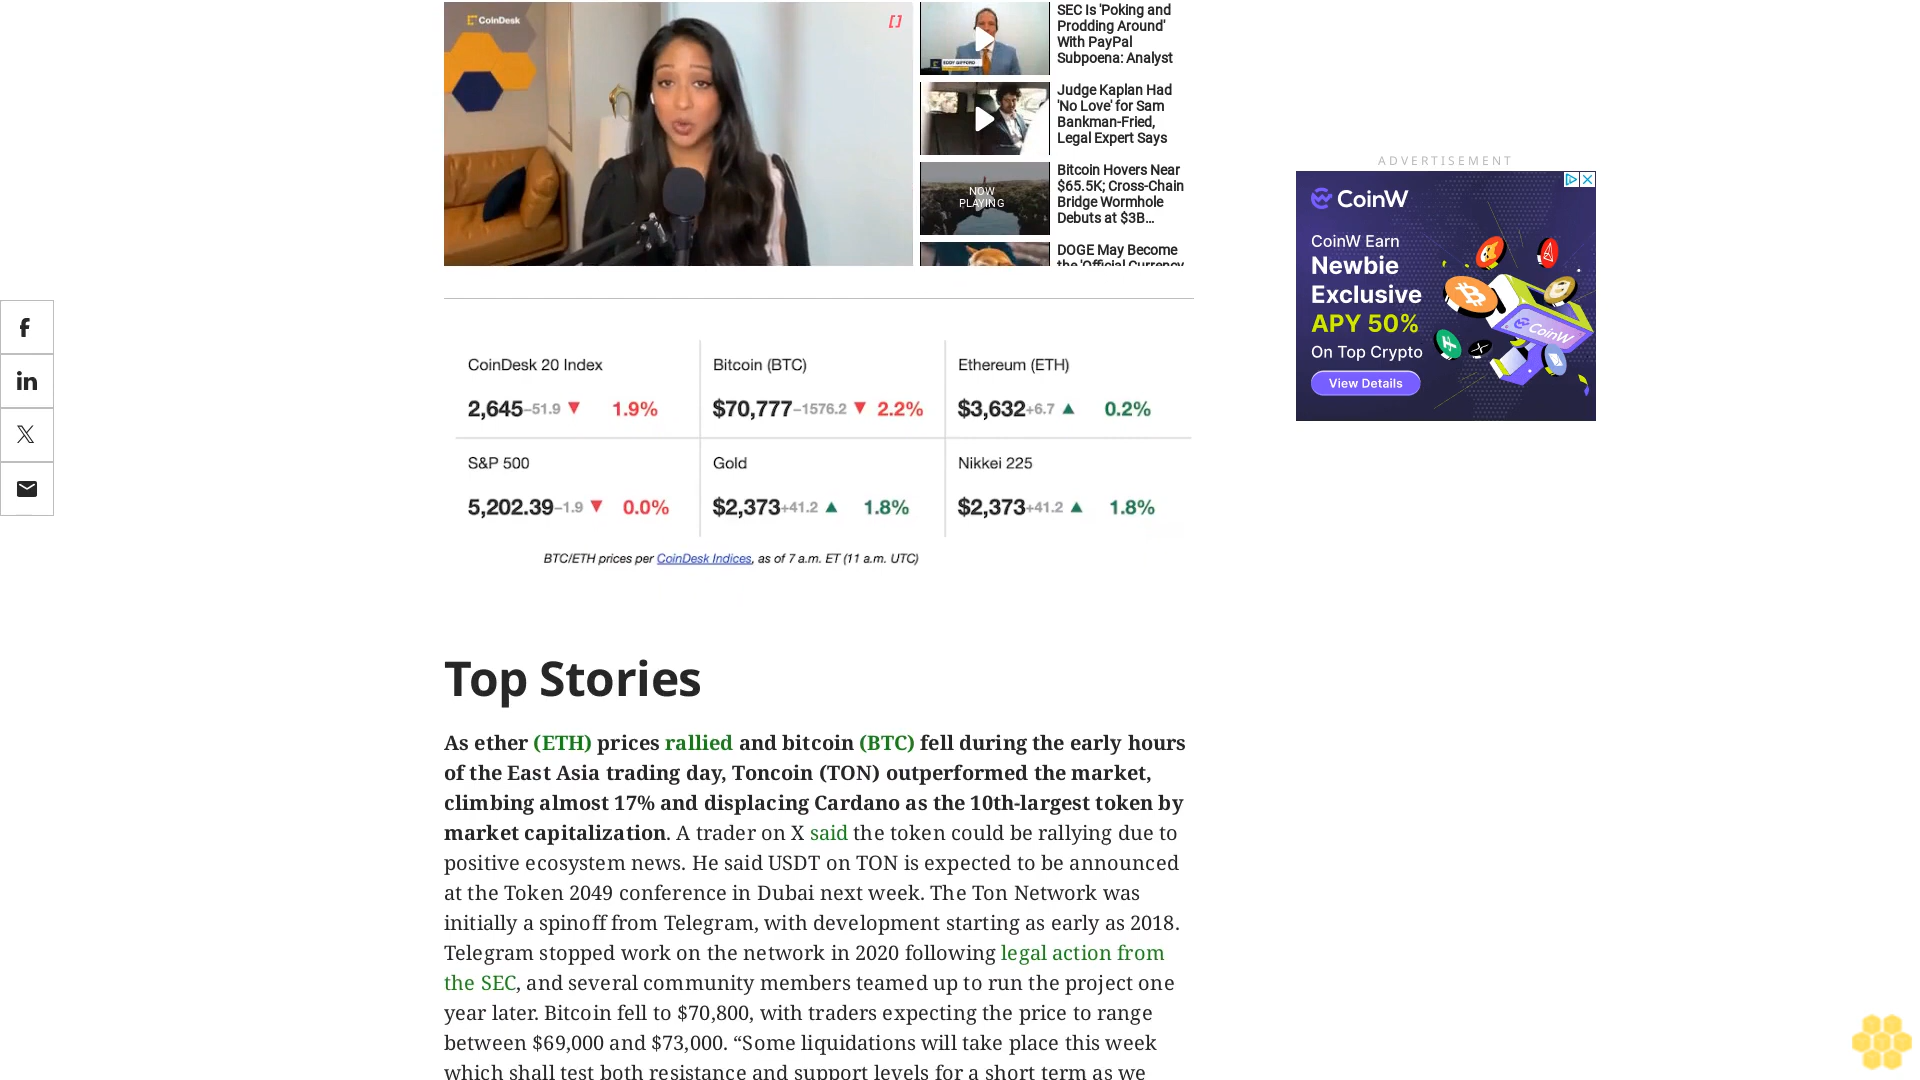 CoinDesk
[ ]
EDDY GIFFORD
SEC Is 'Poking and
Prodding Around'
With PayPal
Subpoena: Analyst
Judge Kaplan Had
'No Love' for Sam
Bankman-Fried,
Legal Expert Says
NOW
PLAYING
Bitcoin Hovers Near
$65.5K; Cross-Chain
Bridge Wormhole
Debuts at $3B...
DOGE May Become
the 'Official Currency
ADVERTISEMENT
CoinW
CoinW Earn
Newbie
Exclusive
APY 50%
On Top Crypto
View Details
CoinW
f
in
X
CoinDesk 20 Index
2,645 –51.9 ▼ 1.9%
Bitcoin (BTC)
$70,777 –1576.2 ▼ 2.2%
Ethereum (ETH)
$3,632 +6.7 ▲ 0.2%
S&P 500
5,202.39 –1.9 ▼ 0.0%
Gold
$2,373 +41.2 ▲ 1.8%
Nikkei 225
$2,373 +41.2 ▲ 1.8%
BTC/ETH prices per CoinDesk Indices, as of 7 a.m. ET (11 a.m. UTC)
Top Stories
As ether (ETH) prices rallied and bitcoin (BTC) fell during the early hours
of the East Asia trading day, Toncoin (TON) outperformed the market,
climbing almost 17% and displacing Cardano as the 10th-largest token by
market capitalization. A trader on X said the token could be rallying due to
positive ecosystem news. He said USDT on TON is expected to be announced
at the Token 2049 conference in Dubai next week. The Ton Network was
initially a spinoff from Telegram, with development starting as early as 2018.
Telegram stopped work on the network in 2020 following legal action from
the SEC, and several community members teamed up to run the project one
year later. Bitcoin fell to $70,800, with traders expecting the price to range
between $69,000 and $73,000. “Some liquidations will take place this week
which shall test both resistance and support levels for a short term as we